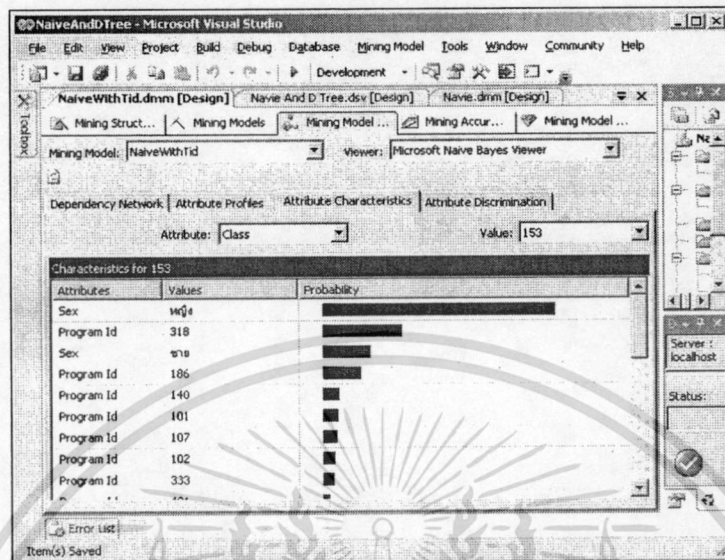 NaiveAndDTree - Microsoft Visual Studio
File Edit View Project Build Debug Database Mining Model Tools Window Community Help
Development
NaiveWithTid.dmm [Design] Navie And D Tree.dsv [Design] Navie.dmm [Design]
Toolbox
Mining Struct... Mining Models Mining Model ... Mining Accur... Mining Model ...
Mining Model: NaiveWithTid Viewer: Microsoft Naive Bayes Viewer
Dependency Network Attribute Profiles Attribute Characteristics Attribute Discrimination
Attribute: Class Value: 153
Characteristics for 153
Attributes Values Probability
Sex หญิง
Program Id 318
Sex ชาย
Program Id 186
Program Id 140
Program Id 101
Program Id 107
Program Id 102
Program Id 333
Server :
localhost
Status:
Error List
Item(s) Saved